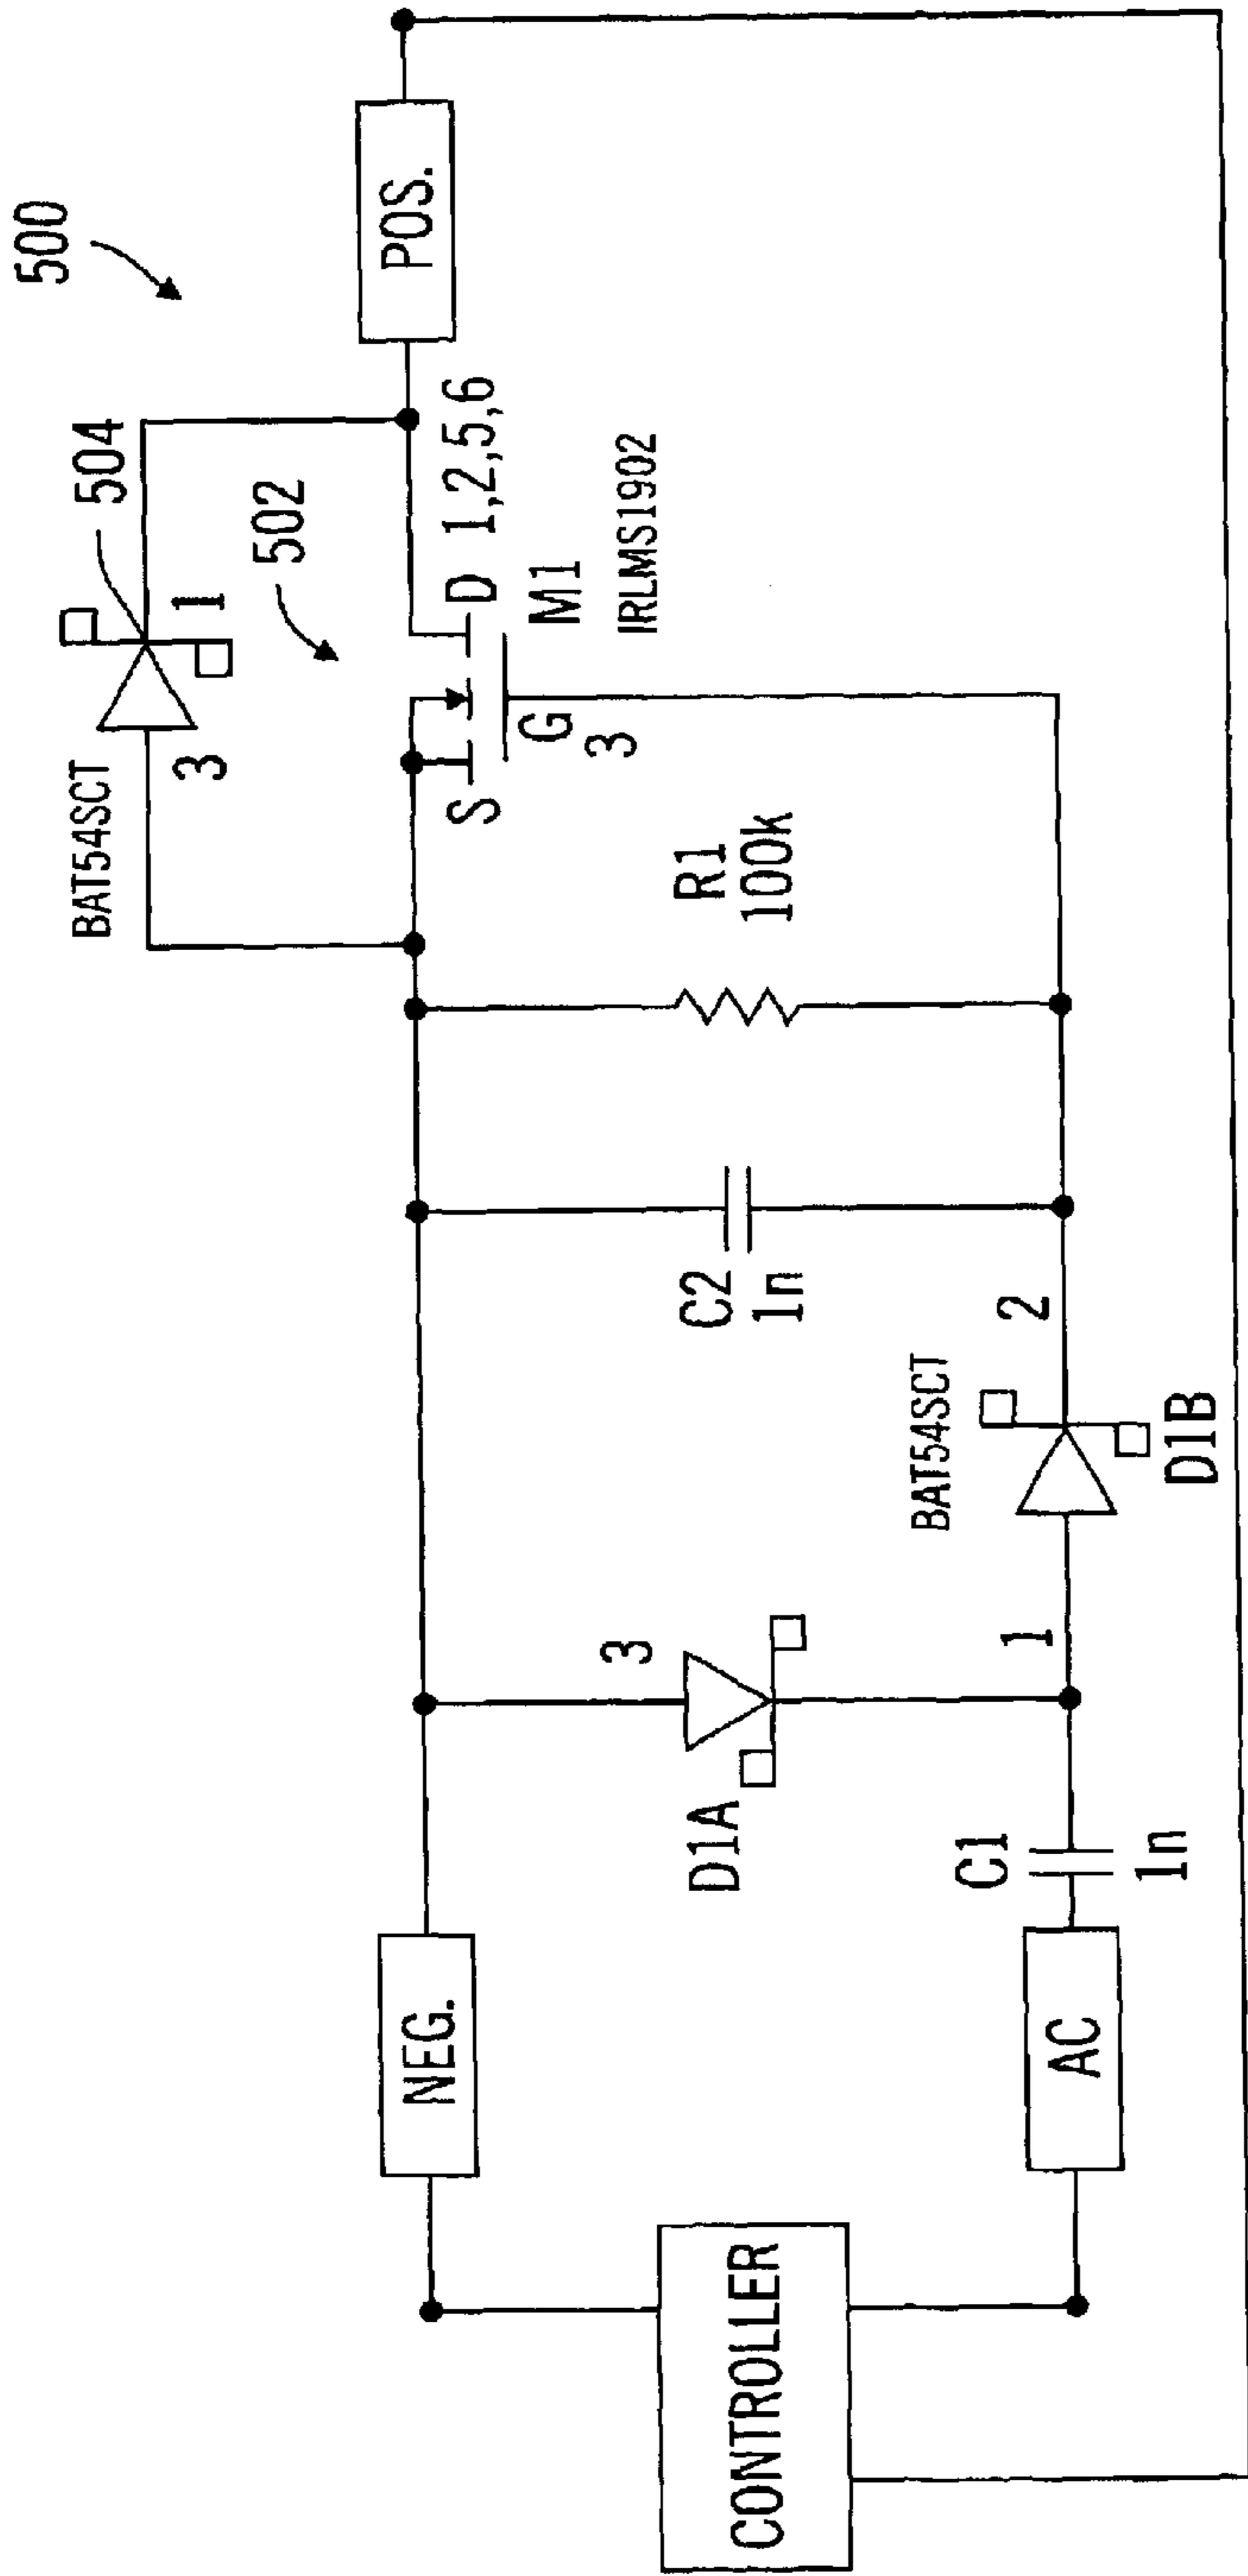 500
BAT54SCT
504
3
1
502
NEG.
POS.
S
D 1,2,5,6
G
3
M1
IRLMS1902
3
D1A
C2
1n
R1
100k
CONTROLLER
AC
C1
1n
1
BAT54SCT
2
D1B